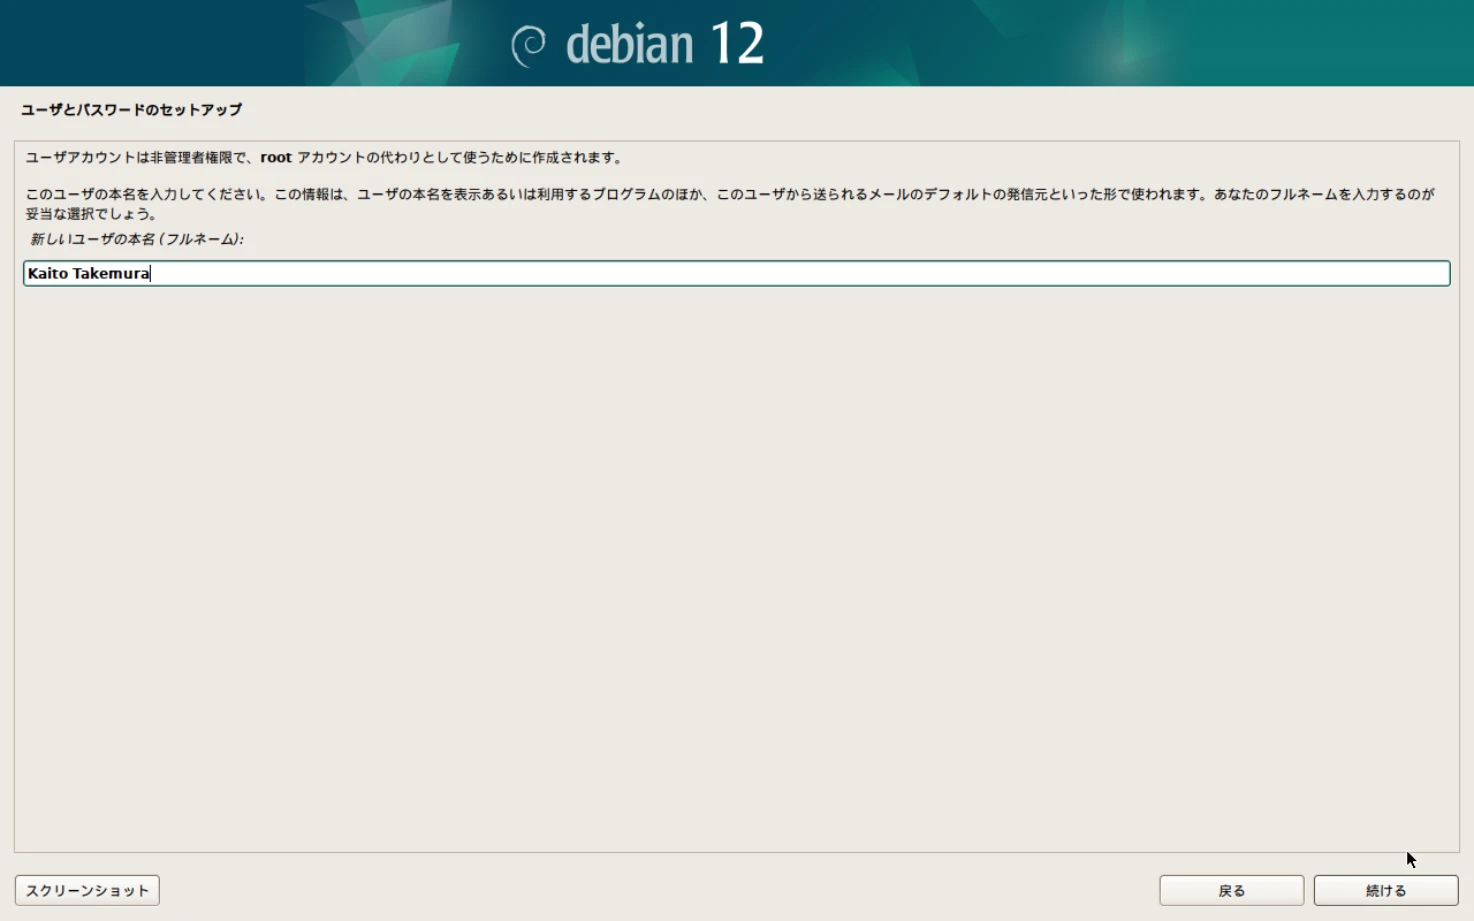 debian 12
ユーザとパスワードのセットアップ
ユーザアカウントは非管理者権限で、root アカウントの代わりとして使うために作成されます。
このユーザの本名を入力してください。この情報は、ユーザの本名を表示あるいは利用するプログラムのほか、このユーザから送られるメールのデフォルトの発信元といった形で使われます。あなたのフルネームを入力するのが
妥当な選択でしょう。
新しいユーザの本名 (フルネーム):
Kaito Takemura
スクリーンショット
戻る
続ける